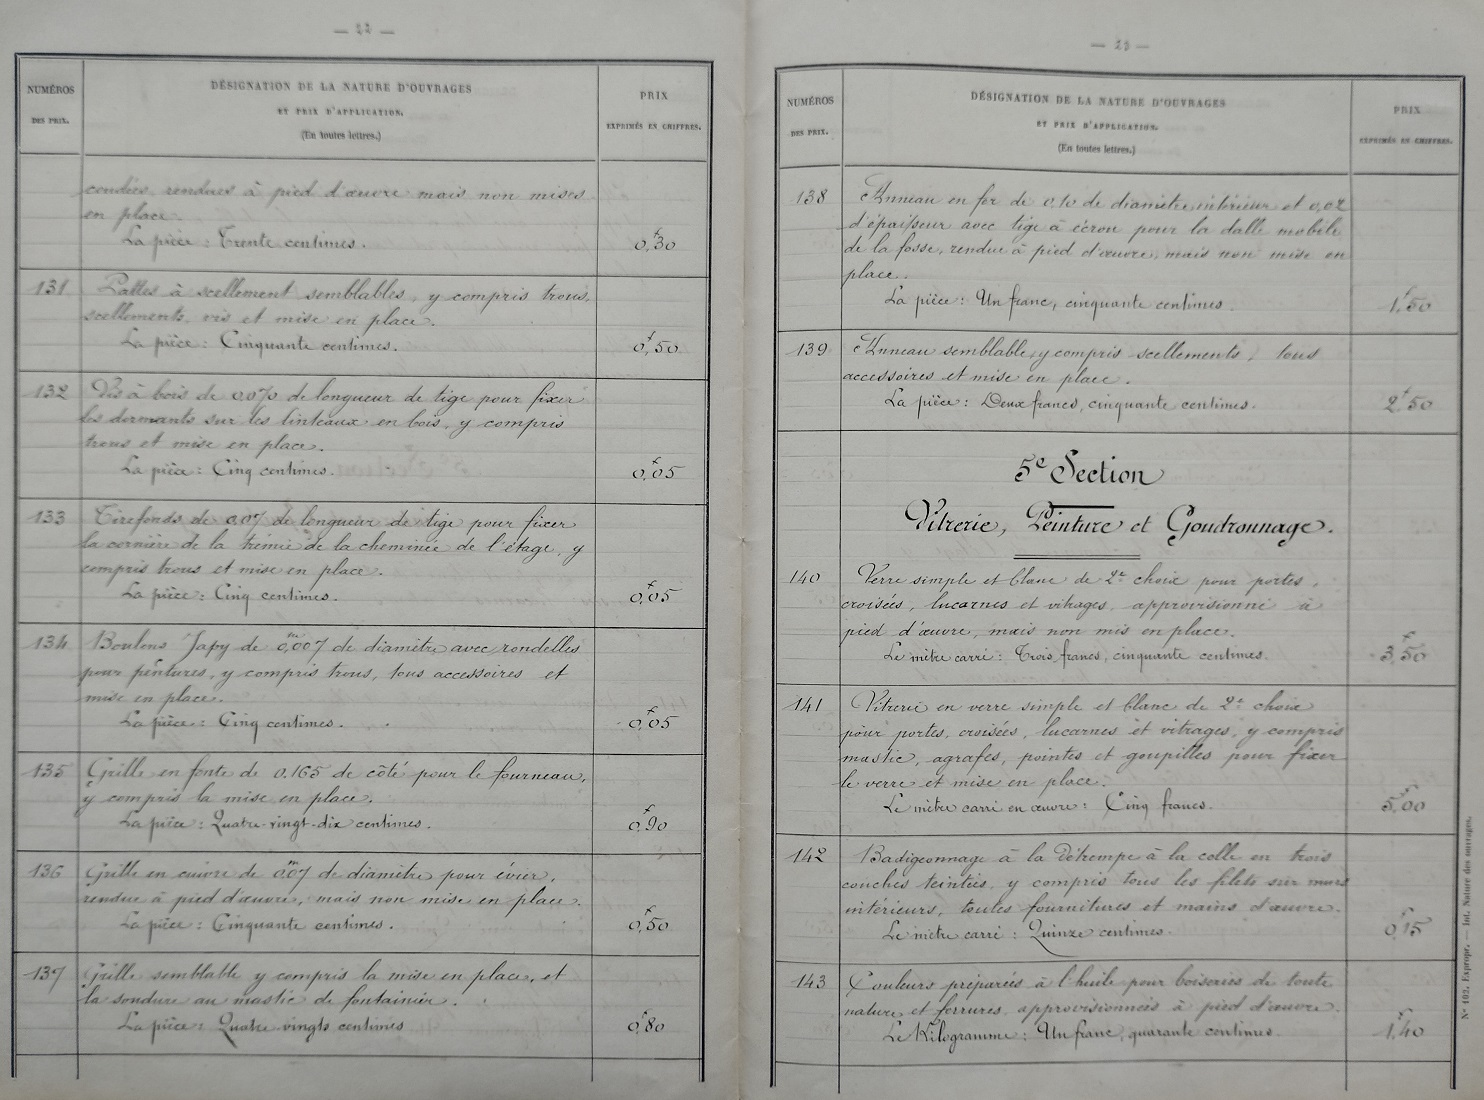 — 22 —
NUMÉROS
DES PRIX.
DÉSIGNATION DE LA NATURE D'OUVRAGES
ET PRIX D'APPLICATION.
(En toutes lettres.)
PRIX
EXPRIMÉS EN CHIFFRES.
coudées, rendues à pied d'œuvre mais non mises
en place.
La pièce : Trente centimes. 0,f30
131 Pattes à scellement semblables, y compris trous,
scellements, vis et mise en place.
La pièce : Cinquante centimes. 0,f50
132 Vis à bois de 0,070 de longueur de tige pour fixer
les dormants sur les linteaux en bois, y compris
trous et mise en place.
La pièce : Cinq centimes. 0,f05
133 Tirefonds de 0,07 de longueur de tige pour fixer
la cornière de la trémie de la cheminée de l'étage, y
compris trous et mise en place.
La pièce : Cinq centimes. 0,f05
134 Boulons Japy de 0,m007 de diamètre avec rondelles
pour pentures, y compris trous, tous accessoires et
mise en place.
La pièce : Cinq centimes. 0,f05
135 Grille en fonte de 0,165 de côté pour le fourneau,
y compris la mise en place.
La pièce : Quatre-vingt-dix centimes. 0,f90
136 Grille en cuivre de 0,m07 de diamètre pour évier,
rendue à pied d'œuvre, mais non mise en place.
La pièce : Cinquante centimes. 0,f50
137 Grille semblable y compris la mise en place, et
la soudure au mastic de fontainier.
La pièce : Quatre-vingts centimes 0,f80
— 23 —
NUMÉROS
DES PRIX.
DÉSIGNATION DE LA NATURE D'OUVRAGES
ET PRIX D'APPLICATION.
(En toutes lettres.)
PRIX
EXPRIMÉS EN CHIFFRES.
138 Anneau en fer de 0,10 de diamètre intérieur et 0,02
d'épaisseur avec tige à écrou pour la dalle mobile
de la fosse, rendue à pied d'œuvre, mais non mise en
place.
La pièce : Un franc, cinquante centimes. 1,f50
139 Anneau semblable, y compris scellements, tous
accessoires et mise en place.
La pièce : Deux francs, cinquante centimes. 2,f50
5e Section
Vitrerie, Peinture et Goudronnage.
140 Verre simple et blanc de 2e choix pour portes,
croisées, lucarnes et vitrages, approvisionné à
pied d'œuvre, mais non mis en place.
Le mètre carré : Trois francs, cinquante centimes. 3,f50
141 Vitrerie en verre simple et blanc de 2e choix
pour portes, croisées, lucarnes et vitrages, y compris
mastic, agrafes, pointes et goupilles pour fixer
le verre et mise en place.
Le mètre carré en œuvre : Cinq francs. 5,f00
142 Badigeonnage à la Détrempe à la colle en trois
couches teintées, y compris tous les filets sur murs
intérieurs, toutes fournitures et mains d'œuvre.
Le mètre carré : Quinze centimes. 0,f15
143 Couleurs préparées à l'huile pour boiseries de toute
nature et ferrures, approvisionnées à pied d'œuvre.
Le Kilogramme : Un franc, quarante centimes. 1,f40
N° 102. Expropr. — Int. Nature des ouvrages.